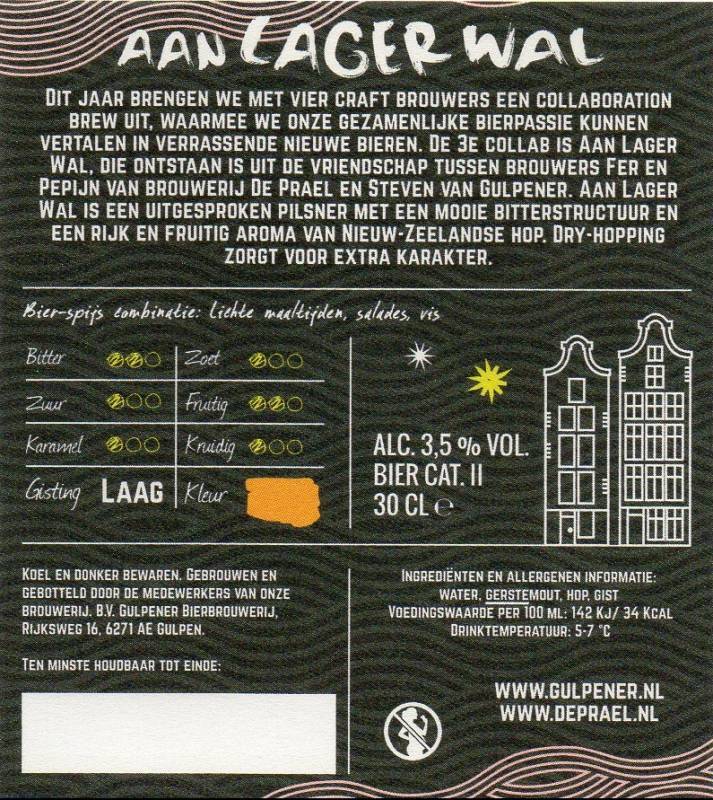 AAN LAGER WAL
DIT JAAR BRENGEN WE MET VIER CRAFT BROUWERS EEN COLLABORATION
BREW UIT, WAARMEE WE ONZE GEZAMENLIJKE BIERPASSIE KUNNEN
VERTALEN IN VERRASSENDE NIEUWE BIEREN. DE 3E COLLAB IS AAN LAGER
WAL, DIE ONTSTAAN IS UIT DE VRIENDSCHAP TUSSEN BROUWERS FER EN
PEPIJN VAN BROUWERIJ DE PRAEL EN STEVEN VAN GULPENER. AAN LAGER
WAL IS EEN UITGESPROKEN PILSNER MET EEN MOOIE BITTERSTRUCTUUR EN
EEN RIJK EN FRUITIG AROMA VAN NIEUW-ZEELANDSE HOP. DRY-HOPPING
ZORGT VOOR EXTRA KARAKTER.
Bier-spijs combinatie: Lichte maaltijden, salades, vis
Bitter
Zoet
Zuur
Fruitig
Karamel
Kruidig
Gisting LAAG
Kleur
ALC. 3,5 % VOL.
BIER CAT. II
30 CL ℮
KOEL EN DONKER BEWAREN. GEBROUWEN EN
GEBOTTELD DOOR DE MEDEWERKERS VAN ONZE
BROUWERIJ. B.V. GULPENER BIERBROUWERIJ,
RIJKSWEG 16, 6271 AE GULPEN.
TEN MINSTE HOUDBAAR TOT EINDE:
INGREDIËNTEN EN ALLERGENEN INFORMATIE:
WATER, GERSTEMOUT, HOP, GIST
VOEDINGSWAARDE PER 100 ML: 142 KJ/ 34 KCAL
DRINKTEMPERATUUR: 5-7 °C
WWW.GULPENER.NL
WWW.DEPRAEL.NL